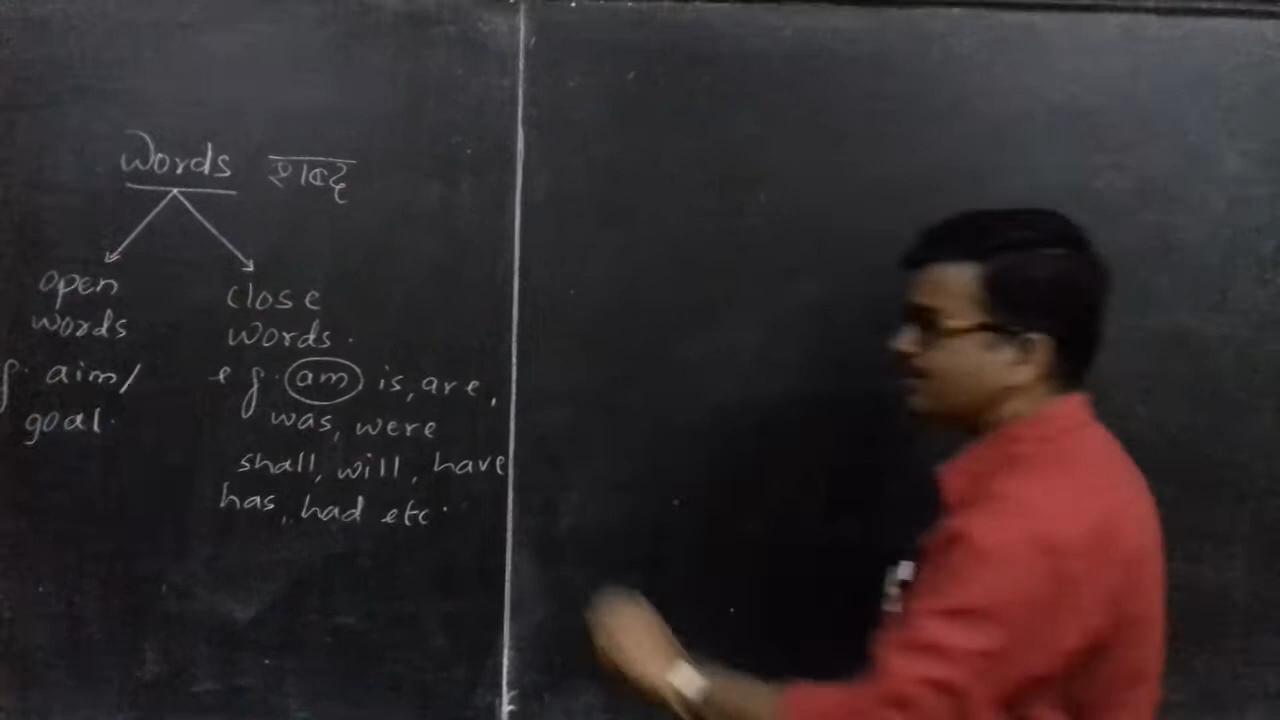 Words शब्द
open
words
g. aim/
goal.
close
words.
eg. am is, are,
was, were
shall, will, have
has, had etc.